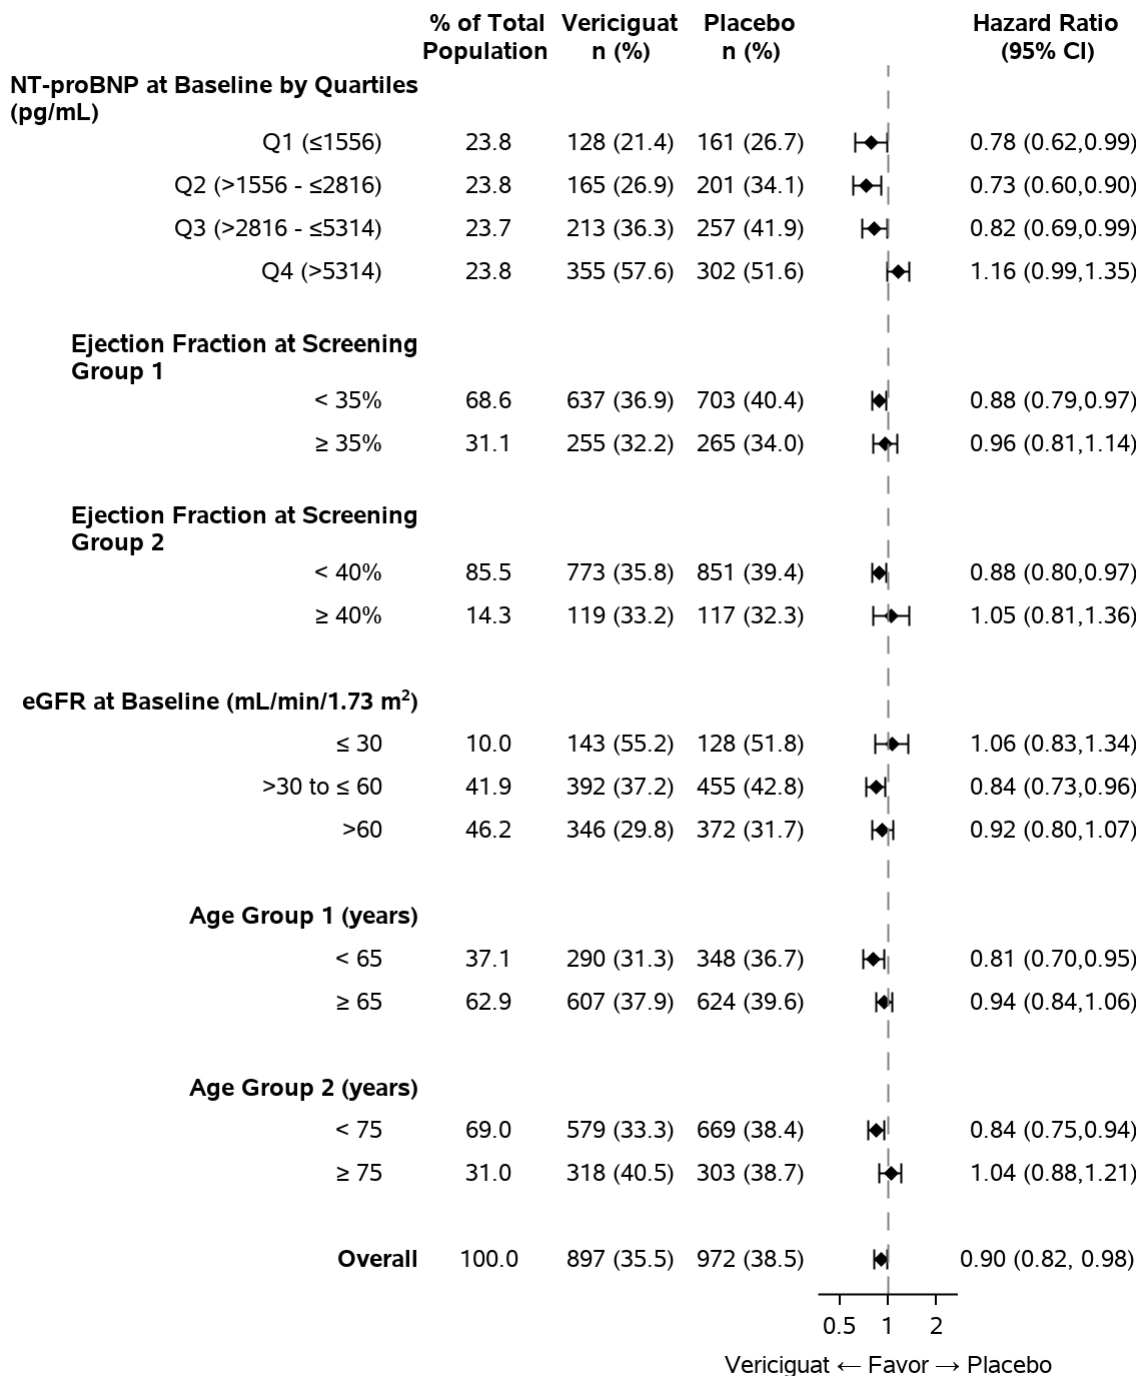 % of Total Vericiguat Placebo Hazard Ratio
Population n (%) n (%) (95% CI)
NT-proBNP at Baseline by Quartiles
(pg/mL)
Q1 (≤1556) 23.8 128 (21.4) 161 (26.7) 0.78 (0.62,0.99)
Q2 (>1556 - ≤2816) 23.8 165 (26.9) 201 (34.1) 0.73 (0.60,0.90)
Q3 (>2816 - ≤5314) 23.7 213 (36.3) 257 (41.9) 0.82 (0.69,0.99)
Q4 (>5314) 23.8 355 (57.6) 302 (51.6) 1.16 (0.99,1.35)
Ejection Fraction at Screening
Group 1
< 35% 68.6 637 (36.9) 703 (40.4) 0.88 (0.79,0.97)
≥ 35% 31.1 255 (32.2) 265 (34.0) 0.96 (0.81,1.14)
Ejection Fraction at Screening
Group 2
< 40% 85.5 773 (35.8) 851 (39.4) 0.88 (0.80,0.97)
≥ 40% 14.3 119 (33.2) 117 (32.3) 1.05 (0.81,1.36)
eGFR at Baseline (mL/min/1.73 m²)
≤ 30 10.0 143 (55.2) 128 (51.8) 1.06 (0.83,1.34)
>30 to ≤ 60 41.9 392 (37.2) 455 (42.8) 0.84 (0.73,0.96)
>60 46.2 346 (29.8) 372 (31.7) 0.92 (0.80,1.07)
Age Group 1 (years)
< 65 37.1 290 (31.3) 348 (36.7) 0.81 (0.70,0.95)
≥ 65 62.9 607 (37.9) 624 (39.6) 0.94 (0.84,1.06)
Age Group 2 (years)
< 75 69.0 579 (33.3) 669 (38.4) 0.84 (0.75,0.94)
≥ 75 31.0 318 (40.5) 303 (38.7) 1.04 (0.88,1.21)
Overall 100.0 897 (35.5) 972 (38.5) 0.90 (0.82, 0.98)
0.5 1 2
Vericiguat ← Favor → Placebo